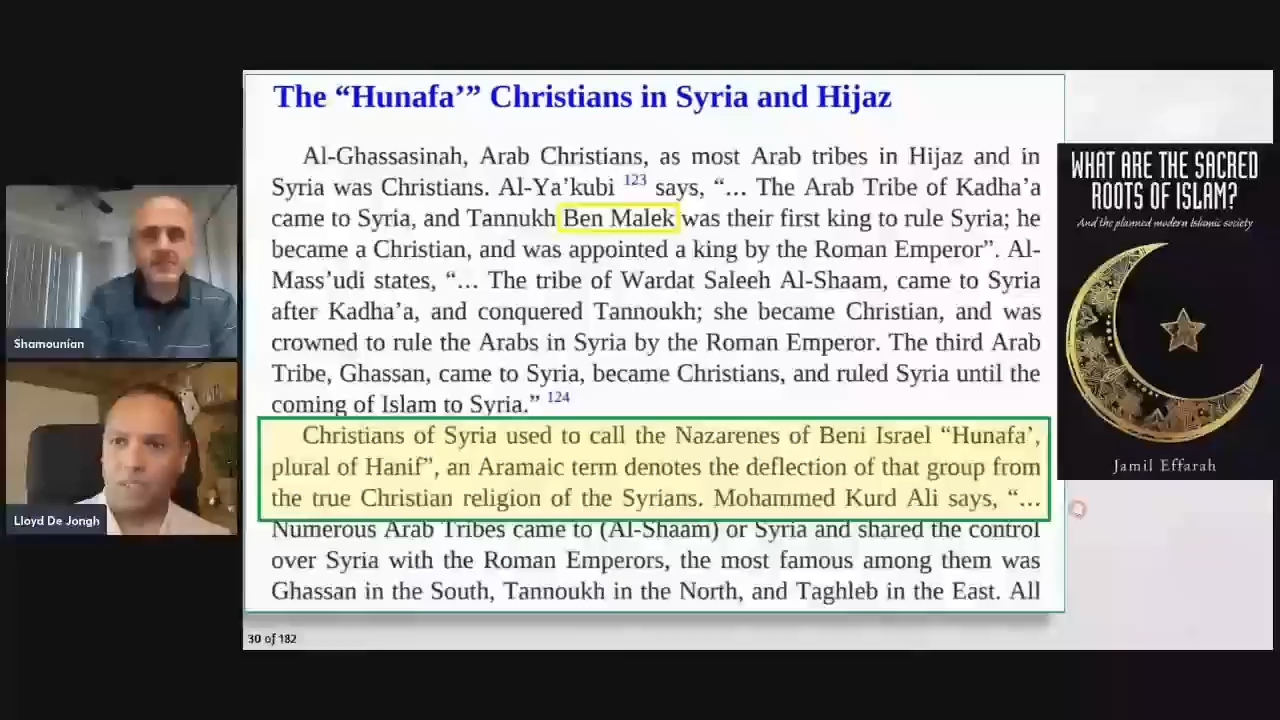 The “Hunafa’” Christians in Syria and Hijaz
Al-Ghassasinah, Arab Christians, as most Arab tribes in Hijaz and in
Syria was Christians. Al-Ya’kubi 123 says, “... The Arab Tribe of Kadha’a
came to Syria, and Tannukh Ben Malek was their first king to rule Syria; he
became a Christian, and was appointed a king by the Roman Emperor”. Al-
Mass’udi states, “... The tribe of Wardat Saleeh Al-Shaam, came to Syria
after Kadha’a, and conquered Tannoukh; she became Christian, and was
crowned to rule the Arabs in Syria by the Roman Emperor. The third Arab
Tribe, Ghassan, came to Syria, became Christians, and ruled Syria until the
coming of Islam to Syria.” 124
Christians of Syria used to call the Nazarenes of Beni Israel “Hunafa’,
plural of Hanif”, an Aramaic term denotes the deflection of that group from
the true Christian religion of the Syrians. Mohammed Kurd Ali says, “...
Numerous Arab Tribes came to (Al-Shaam) or Syria and shared the control
over Syria with the Roman Emperors, the most famous among them was
Ghassan in the South, Tannoukh in the North, and Taghleb in the East. All
30 of 182
WHAT ARE THE SACRED
ROOTS OF ISLAM?
And the planned modern Islamic society
Jamil Effarah
Shamounian
Lloyd De Jongh